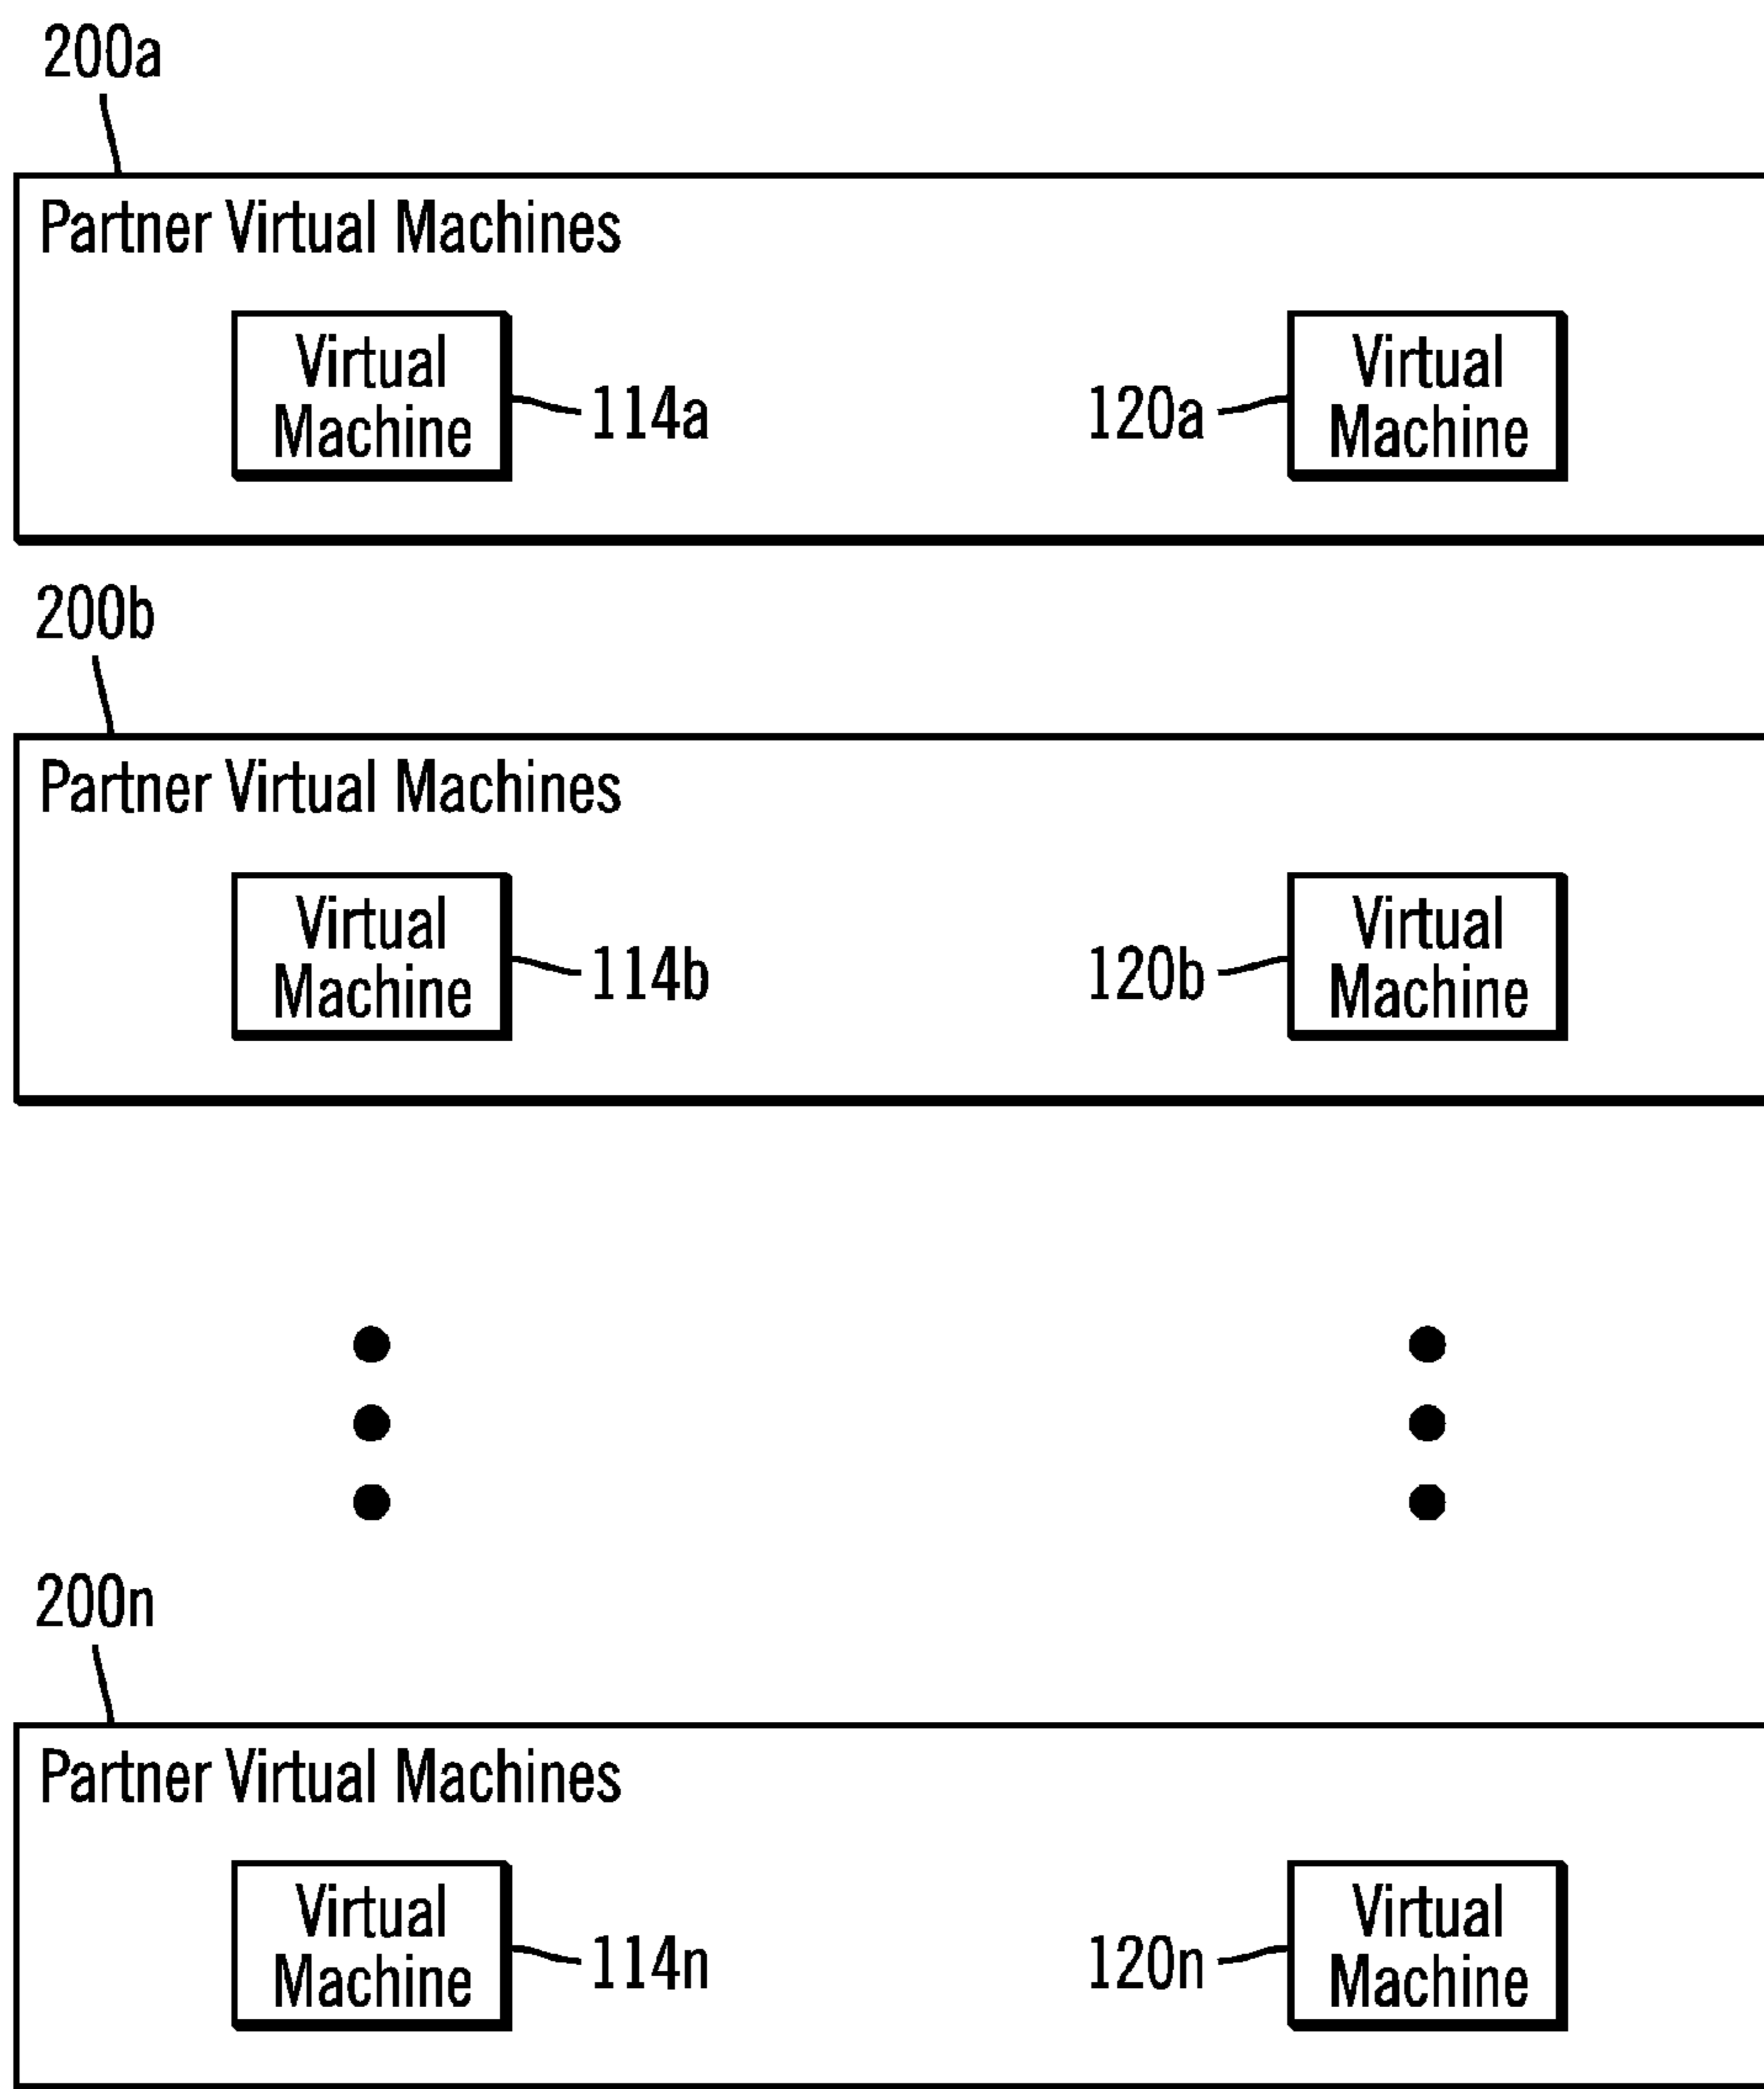 200a
Partner Virtual Machines
Virtual
Machine
114a
120a
Virtual
Machine
200b
Partner Virtual Machines
Virtual
Machine
114b
120b
Virtual
Machine
200n
Partner Virtual Machines
Virtual
Machine
114n
120n
Virtual
Machine